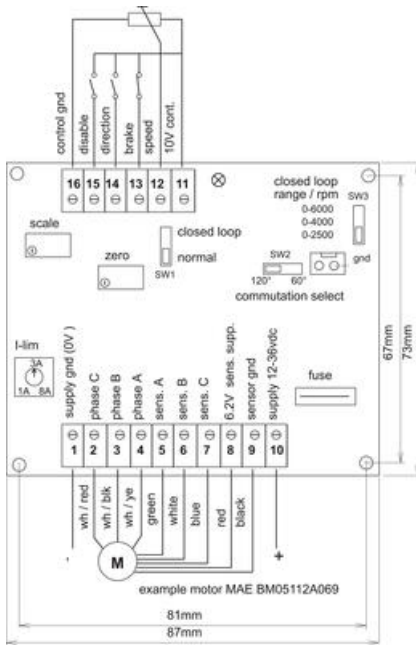 control gnd
disable
direction
brake
speed
10V cont.
16 15 14 13 12 11
scale
zero
closed loop
normal
SW1
closed loop
range / rpm
0-6000
0-4000
0-2500
SW3
SW2
120° 60°
gnd
commutation select
I-lim
3A
1A 8A
supply gnd (0V)
phase C
phase B
phase A
sens. A
sens. B
sens. C
6.2V sens. supp.
sensor gnd
supply 12-36vdc
fuse
1 2 3 4 5 6 7 8 9 10
wh / red
wh / blk
wh / ye
green
white
blue
red
black
- M +
example motor MAE BM05112A069
67mm
73mm
81mm
87mm